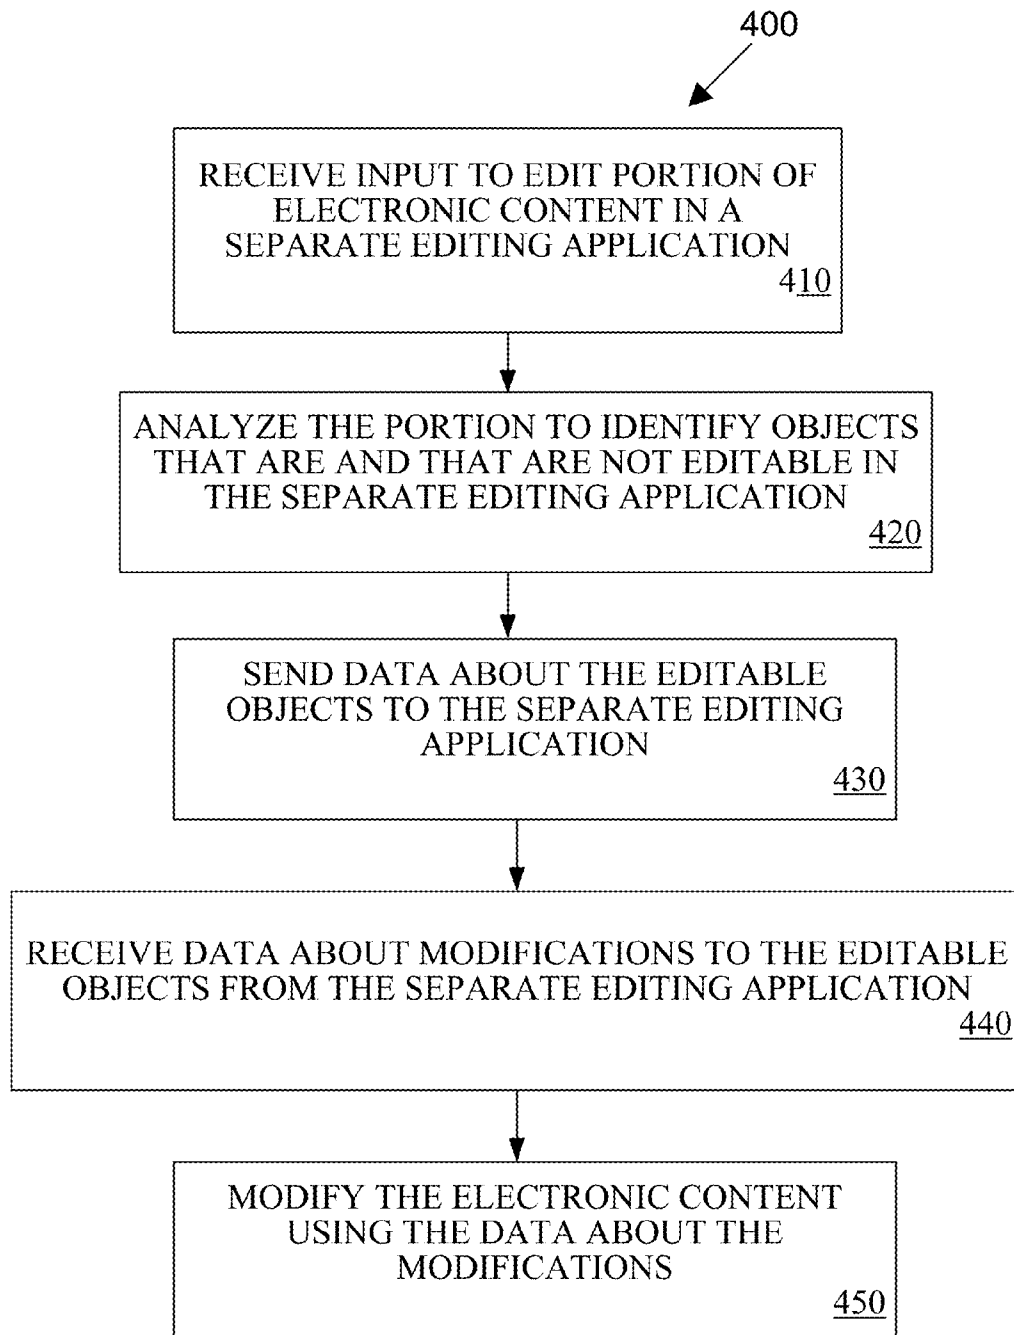 400
RECEIVE INPUT TO EDIT PORTION OF
ELECTRONIC CONTENT IN A
SEPARATE EDITING APPLICATION
410
ANALYZE THE PORTION TO IDENTIFY OBJECTS
THAT ARE AND THAT ARE NOT EDITABLE IN
THE SEPARATE EDITING APPLICATION
420
SEND DATA ABOUT THE EDITABLE
OBJECTS TO THE SEPARATE EDITING
APPLICATION
430
RECEIVE DATA ABOUT MODIFICATIONS TO THE EDITABLE
OBJECTS FROM THE SEPARATE EDITING APPLICATION
440
MODIFY THE ELECTRONIC CONTENT
USING THE DATA ABOUT THE
MODIFICATIONS
450